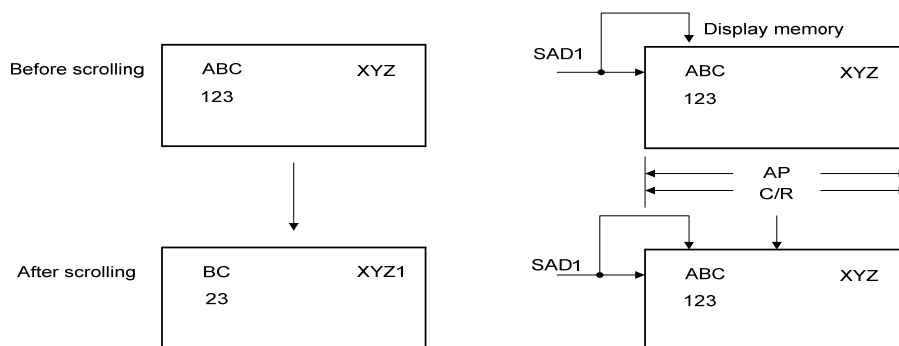 Display memory
SAD1
Before scrolling
ABC XYZ
123
ABC XYZ
123
AP
C/R
After scrolling
BC XYZ1
23
SAD1
ABC XYZ
123